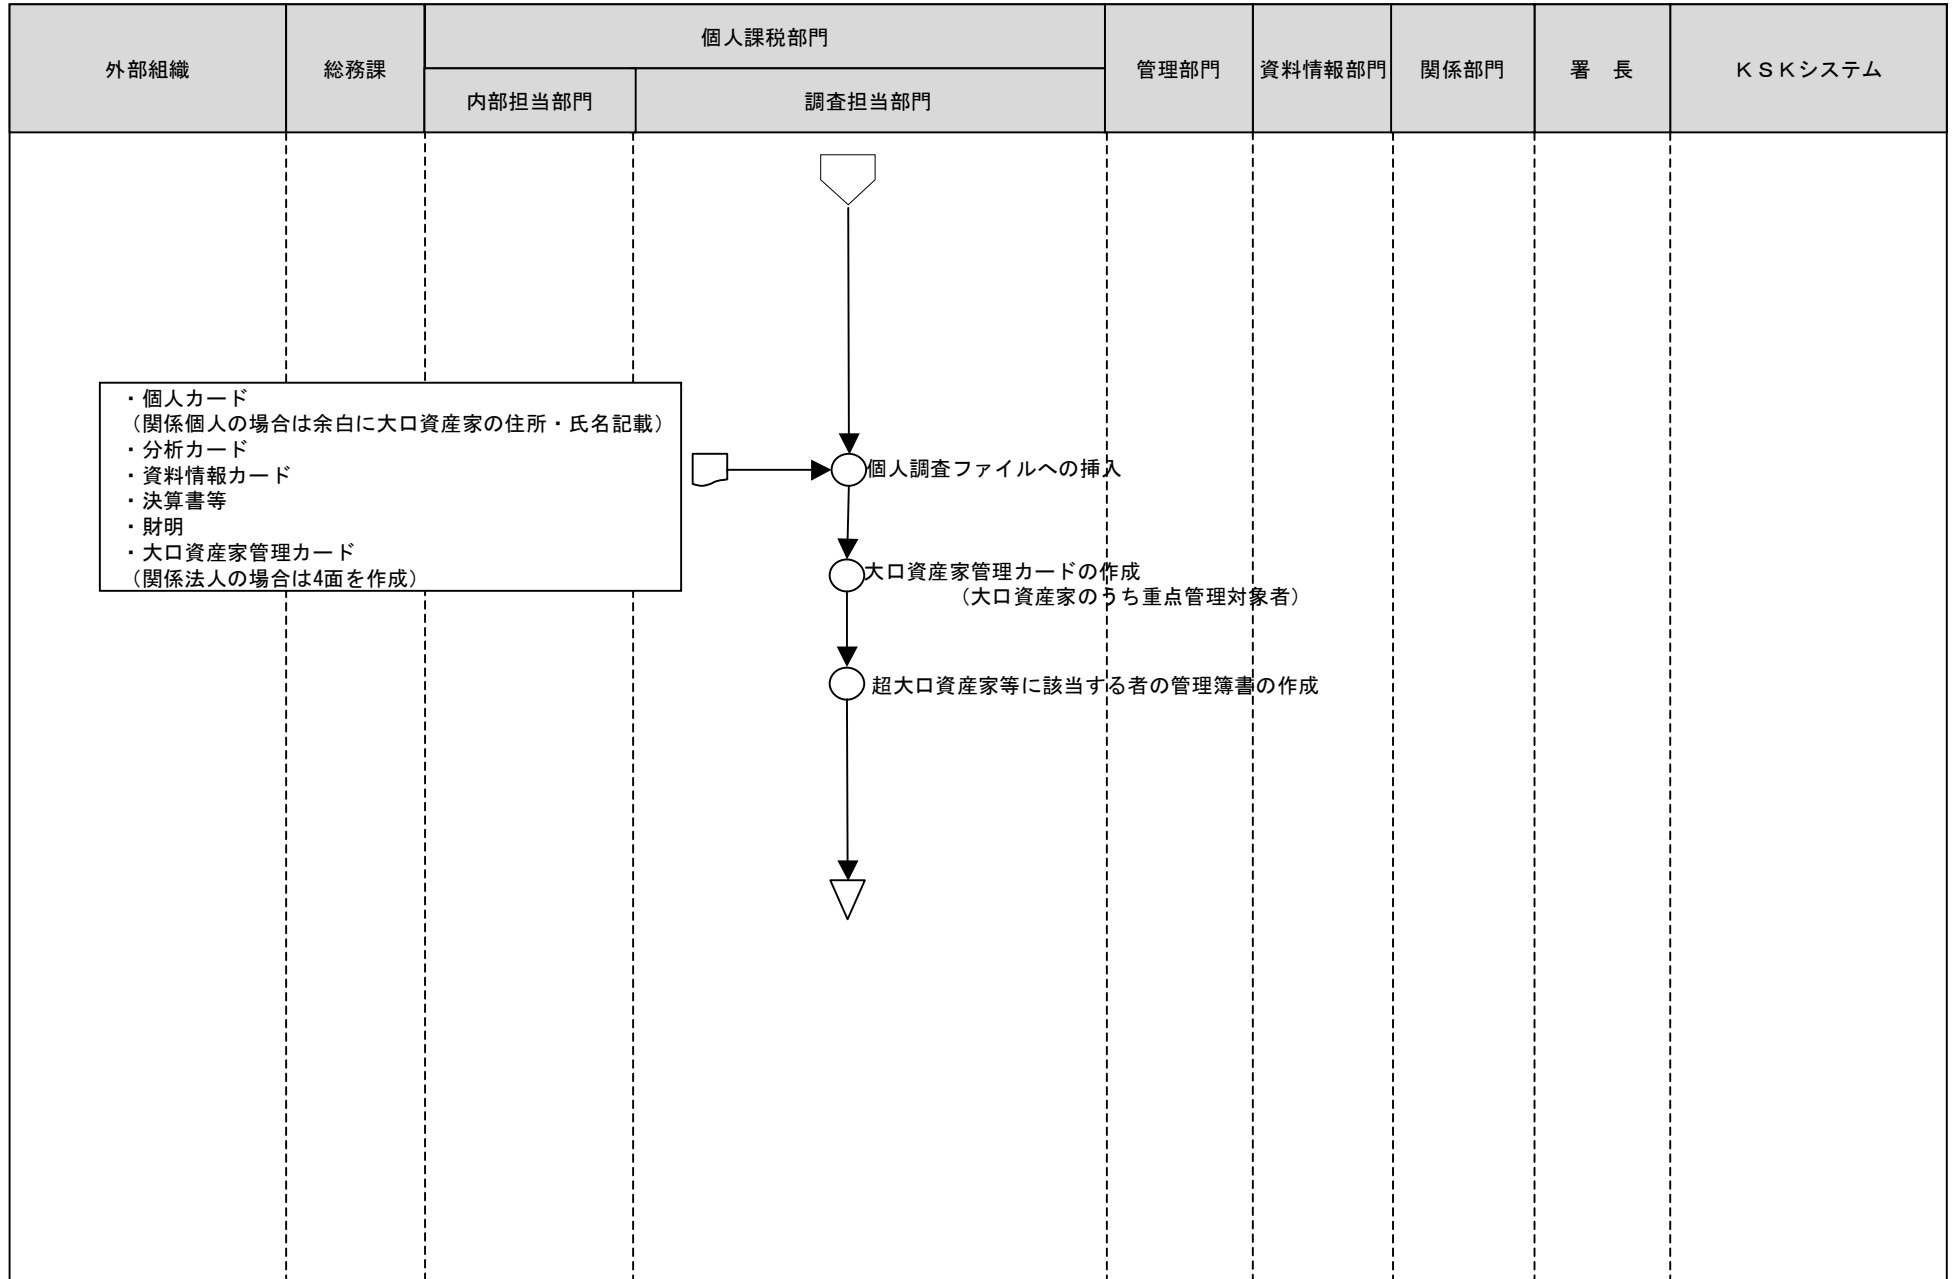 外部組織
総務課
個人課税部門
内部担当部門
調査担当部門
管理部門
資料情報部門
関係部門
署　長
ＫＳＫシステム
・個人カード
（関係個人の場合は余白に大口資産家の住所・氏名記載）
・分析カード
・資料情報カード
・決算書等
・財明
・大口資産家管理カード
（関係法人の場合は4面を作成）
個人調査ファイルへの挿入
大口資産家管理カードの作成
（大口資産家のうち重点管理対象者）
超大口資産家等に該当する者の管理簿書の作成